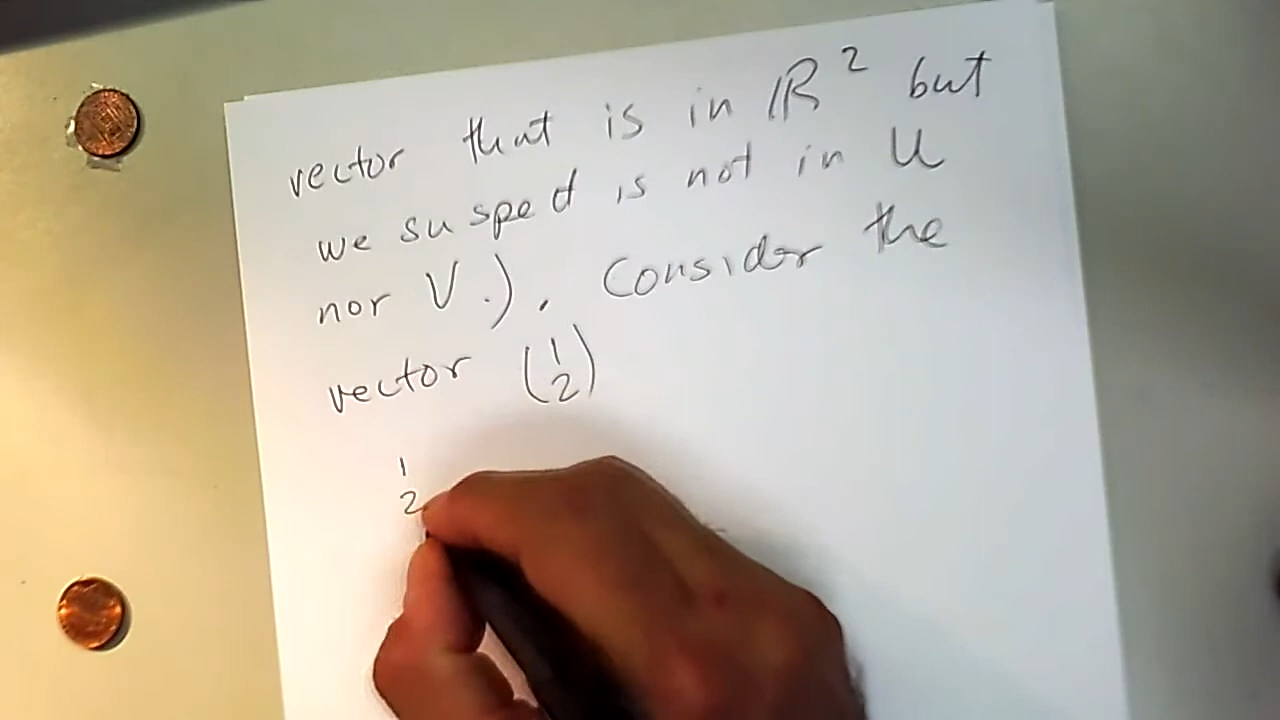 vector that is in ℝ² but
we suspect is not in U
nor V.). Consider the
vector (1
2)
1
2